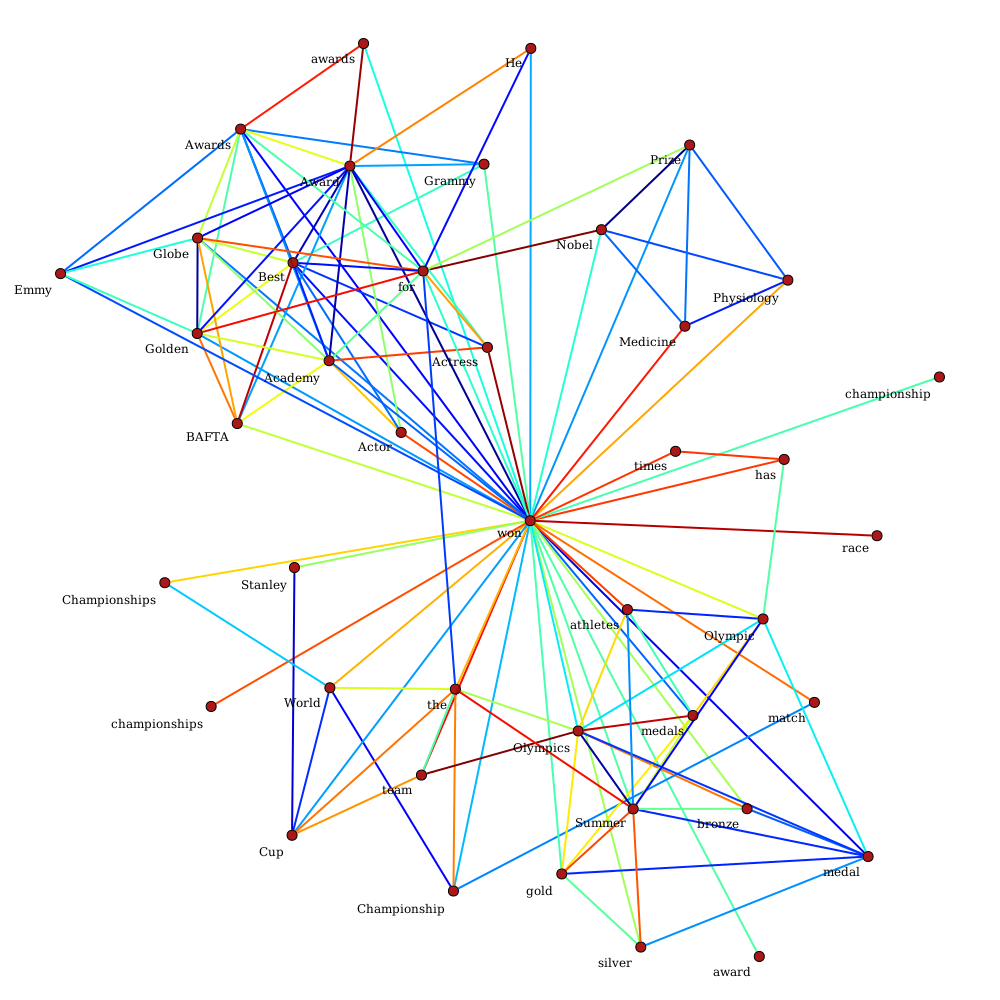 awards
He
Awards
Prize
Award
Grammy
Nobel
Globe
Best
for
Emmy
Physiology
Golden
Medicine
Actress
Academy
championship
BAFTA
Actor
times
has
won
race
Stanley
Championships
athletes
Olympic
World
the
match
championships
medals
Olympics
team
Summer
bronze
Cup
medal
gold
Championship
silver
award